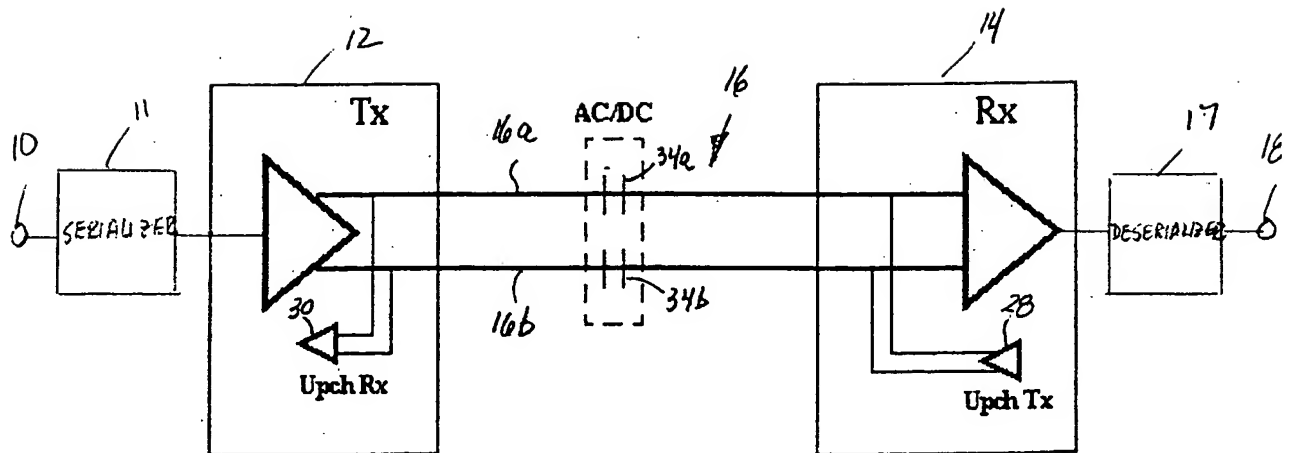 12
14
Tx
AC/DC
16
Rx
10
11
16a
34a
17
18
SERIALIZER
DESERIALIZER
30
16b
34b
28
Upch Rx
Upch Tx